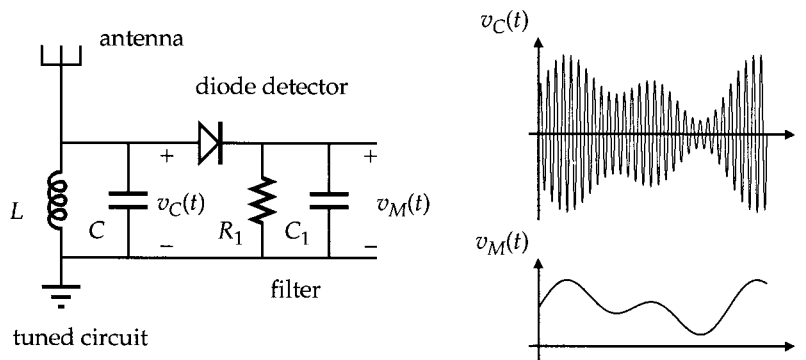 antenna
diode detector
+
+
L
C
v_C(t)
R_1
C_1
v_M(t)
−
−
filter
tuned circuit
v_C(t)
v_M(t)